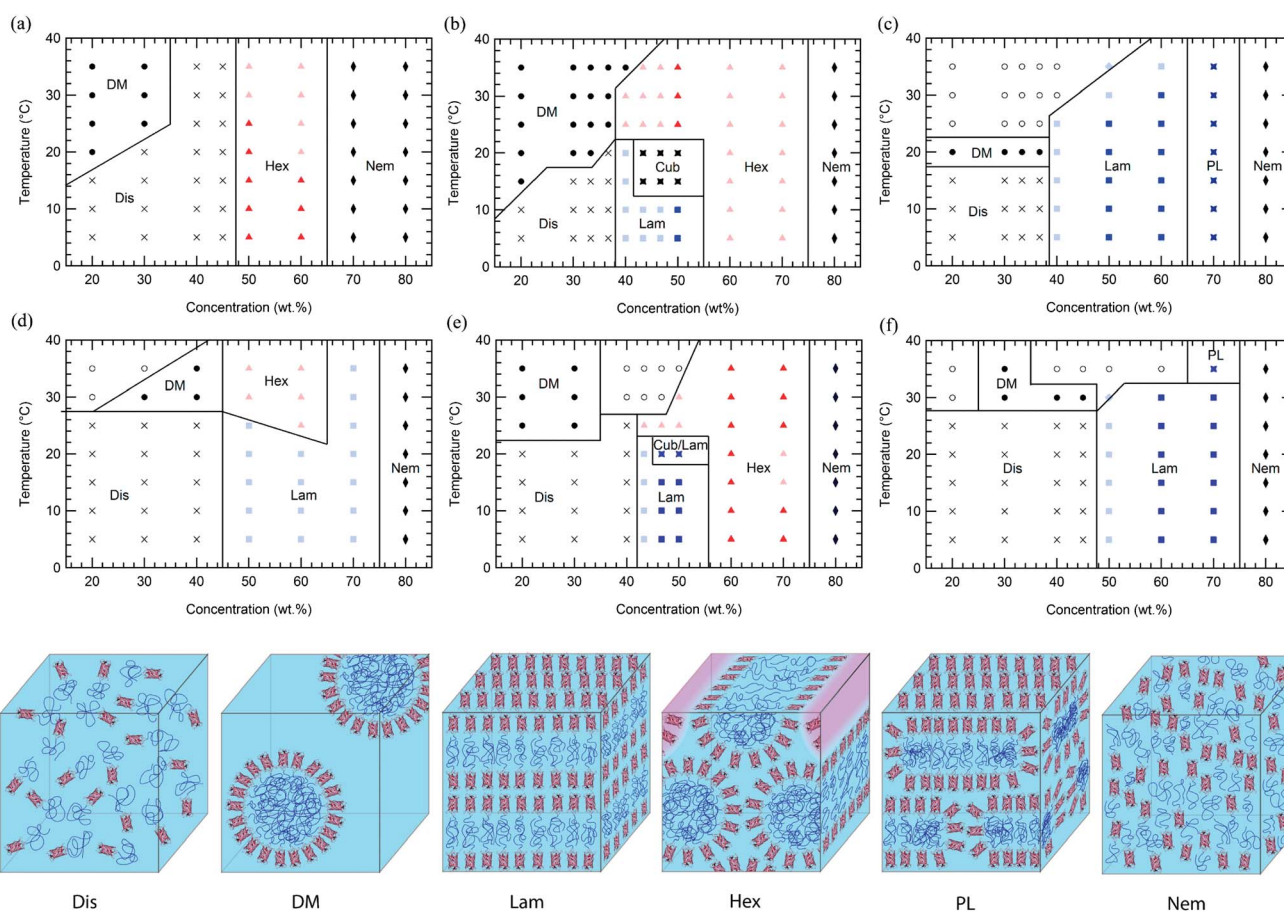 (a)
40
35
30
25
20
15
10
5
0
Temperature (°C)
DM
Dis
Hex
Nem
20 30 40 50 60 70 80
Concentration (wt.%)
(b)
40
35
30
25
20
15
10
5
0
Temperature (°C)
DM
Dis
Cub
Lam
Hex
Nem
20 30 40 50 60 70 80
Concentration (wt%)
(c)
40
35
30
25
20
15
10
5
0
Temperature (°C)
DM
Dis
Lam
PL
Nem
20 30 40 50 60 70 80
Concentration (wt.%)
(d)
40
35
30
25
20
15
10
5
0
Temperature (°C)
DM
Hex
Dis
Lam
Nem
20 30 40 50 60 70 80
Concentration (wt.%)
(e)
40
35
30
25
20
15
10
5
0
Temperature (°C)
DM
Cub/Lam
Dis
Lam
Hex
Nem
20 30 40 50 60 70 80
Concentration (wt.%)
(f)
40
35
30
25
20
15
10
5
0
Temperature (°C)
PL
DM
Dis
Lam
Nem
20 30 40 50 60 70 80
Concentration (wt.%)
Dis DM Lam Hex PL Nem